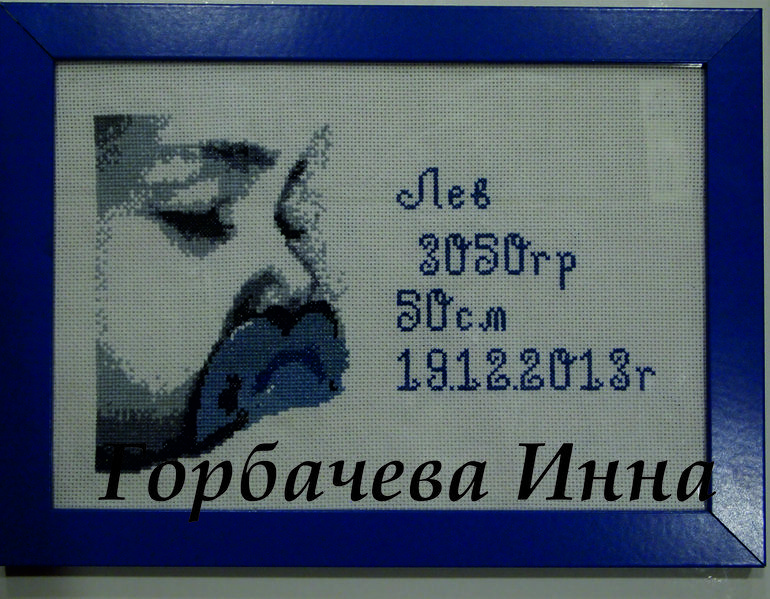 Лев
3050гр
50см
19.12.2013г
Горбачева Инна